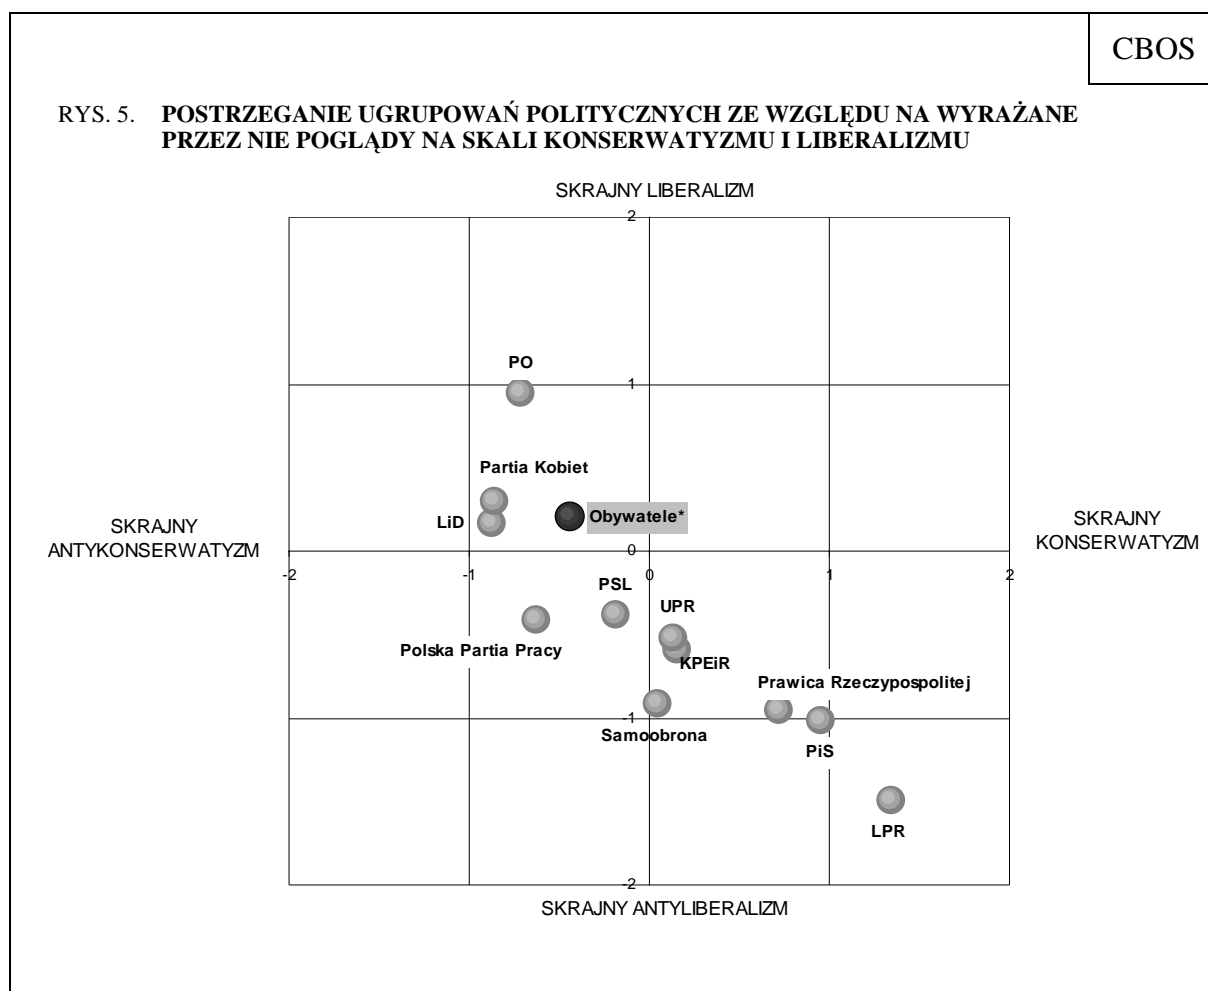 CBOS
RYS. 5. POSTRZEGANIE UGRUPOWAŃ POLITYCZNYCH ZE WZGLĘDU NA WYRAŻANE
PRZEZ NIE POGLĄDY NA SKALI KONSERWATYZMU I LIBERALIZMU
SKRAJNY LIBERALIZM
2
PO
1
Partia Kobiet
LiD
Obywatele*
SKRAJNY
ANTYKONSERWATYZM
SKRAJNY
KONSERWATYZM
0
-2 -1 0 1 2
PSL
UPR
Polska Partia Pracy
KPEiR
Prawica Rzeczypospolitej
-1
Samoobrona
PiS
LPR
-2
SKRAJNY ANTYLIBERALIZM